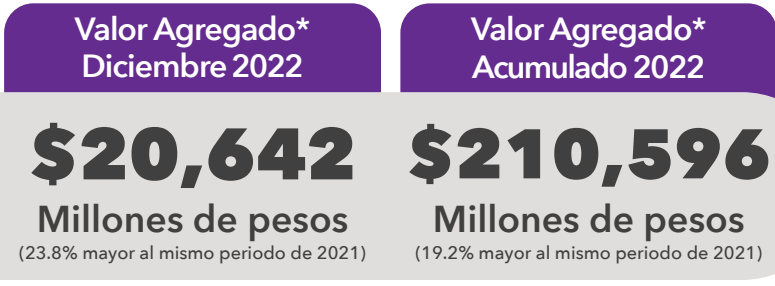 Valor Agregado*
Diciembre 2022
$20,642
Millones de pesos
(23.8% mayor al mismo periodo de 2021)
Valor Agregado*
Acumulado 2022
$210,596
Millones de pesos
(19.2% mayor al mismo periodo de 2021)